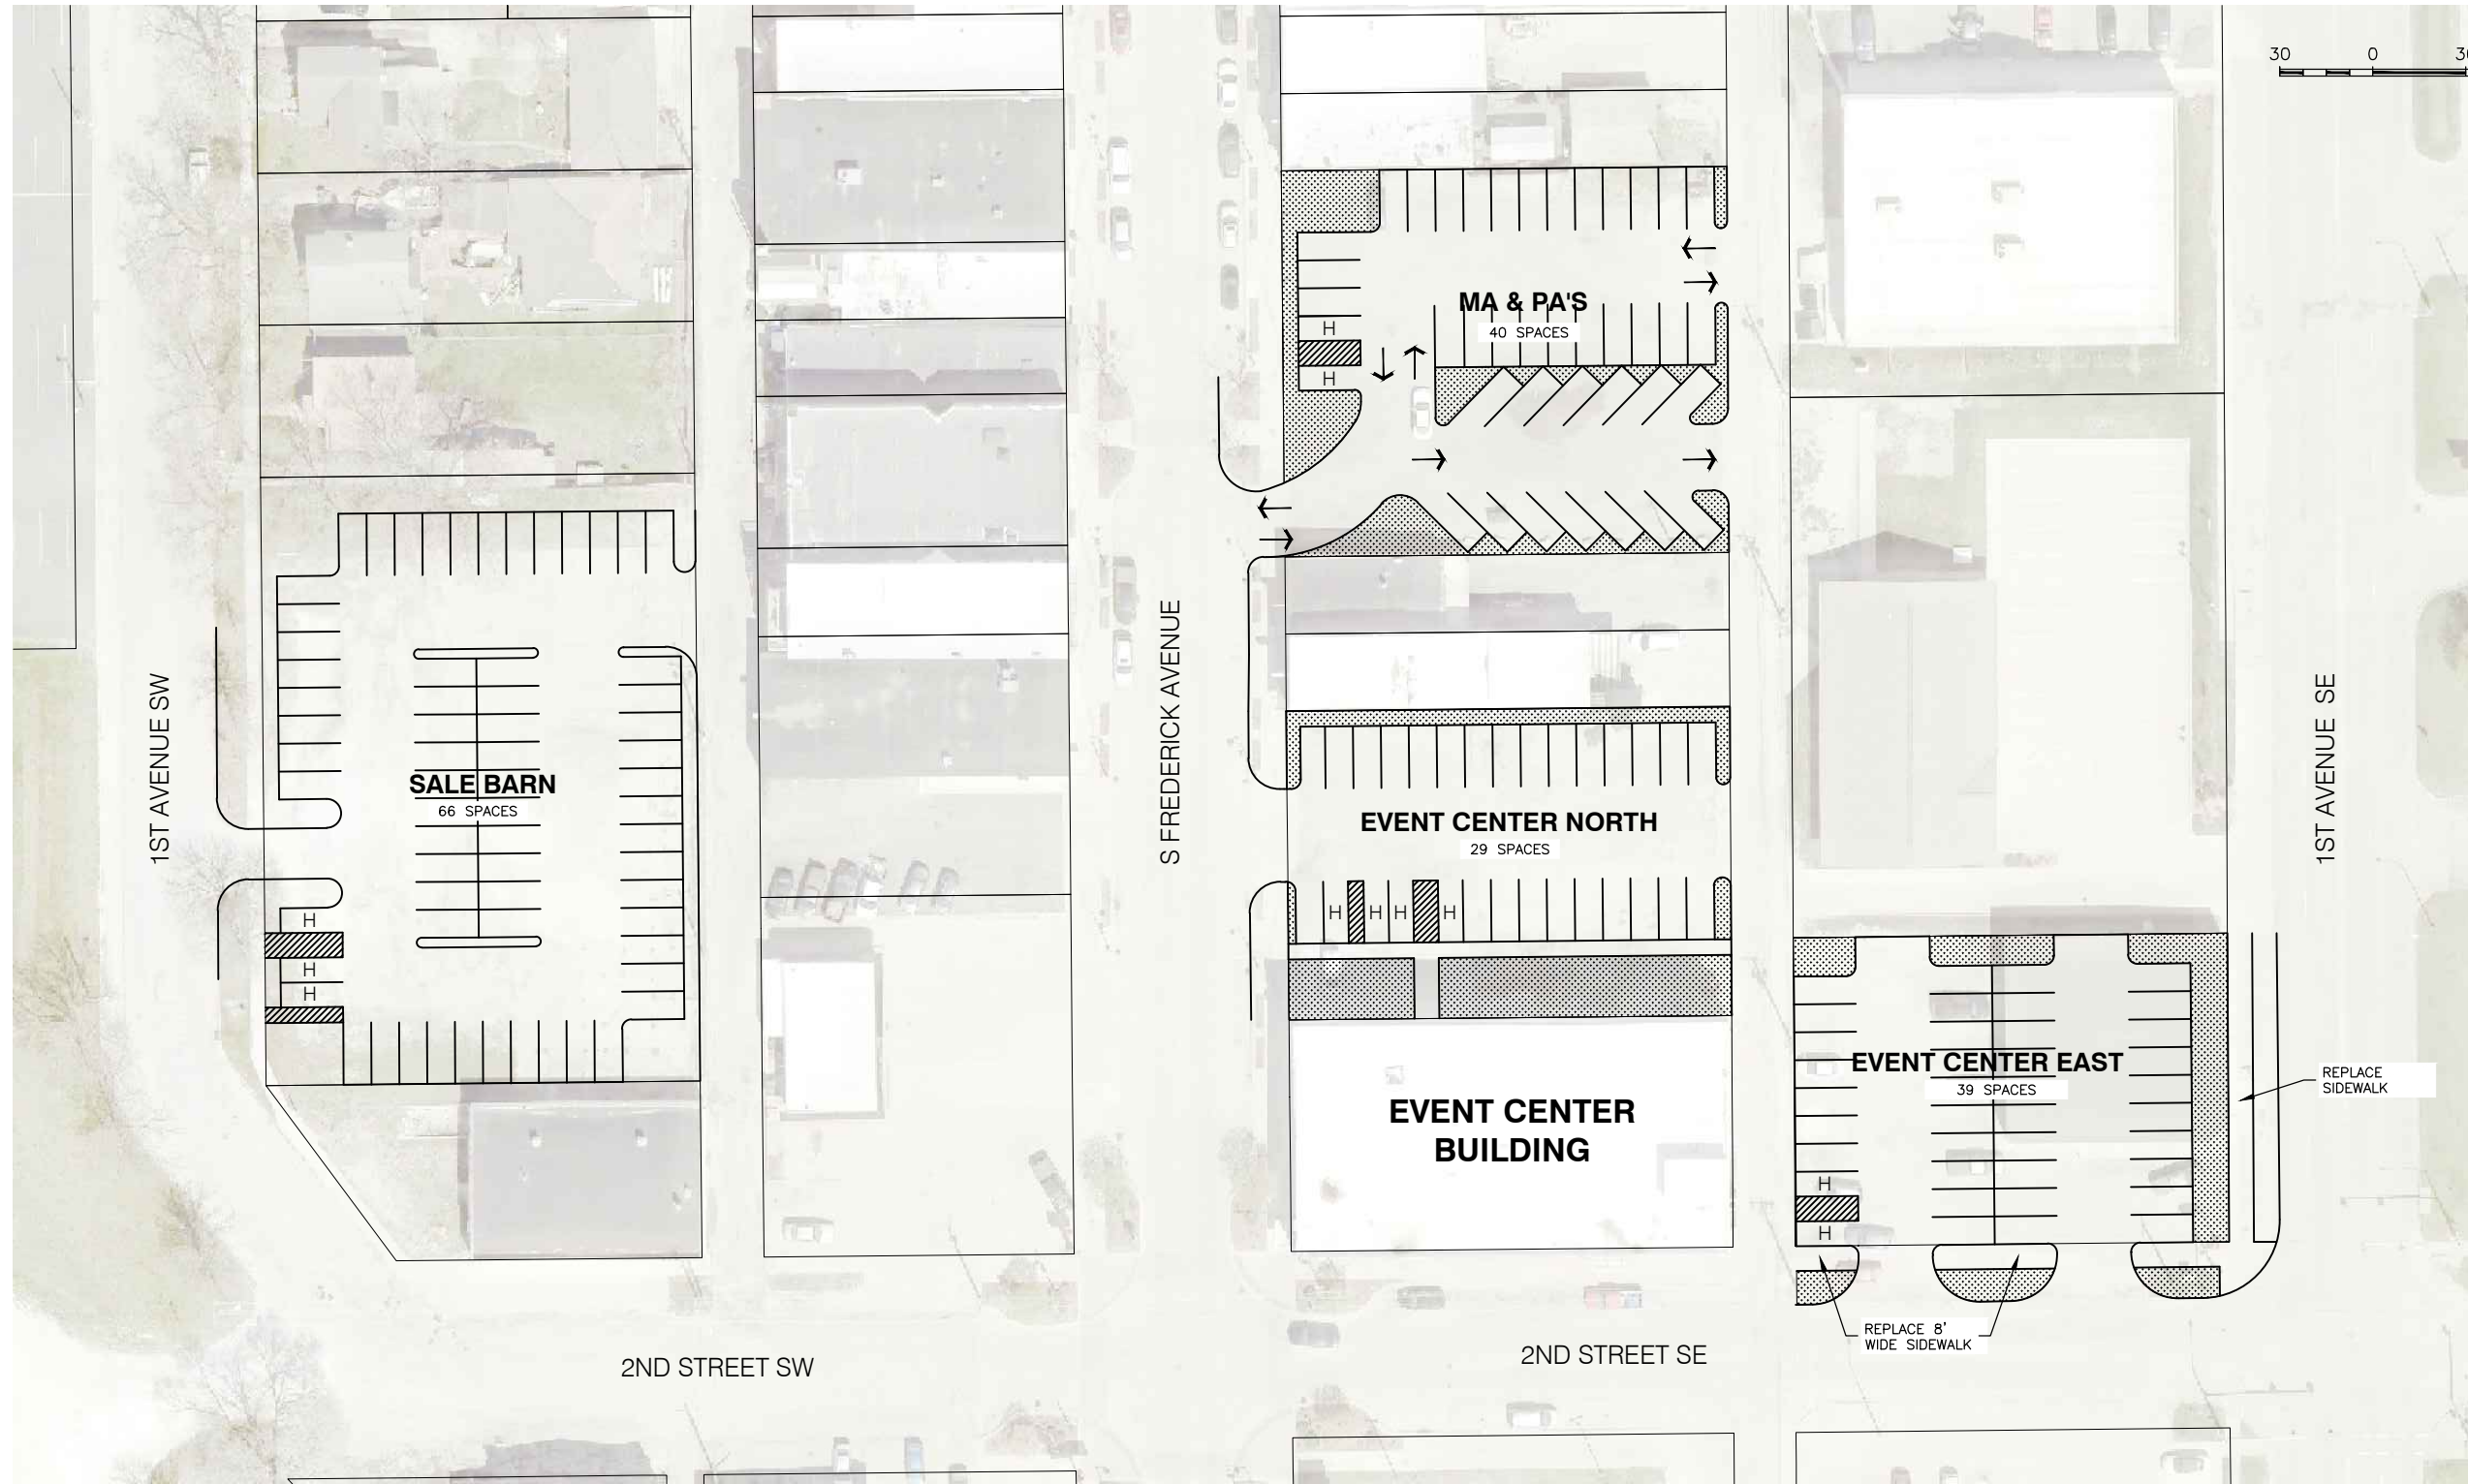 30 0 30
MA & PA'S
40 SPACES
H
H
1ST AVENUE SW
SALE BARN
66 SPACES
H
H
H
S FREDERICK AVENUE
EVENT CENTER NORTH
29 SPACES
H H H H
1ST AVENUE SE
EVENT CENTER EAST
39 SPACES
H
H
REPLACE
SIDEWALK
EVENT CENTER
BUILDING
REPLACE 8'
WIDE SIDEWALK
2ND STREET SW
2ND STREET SE